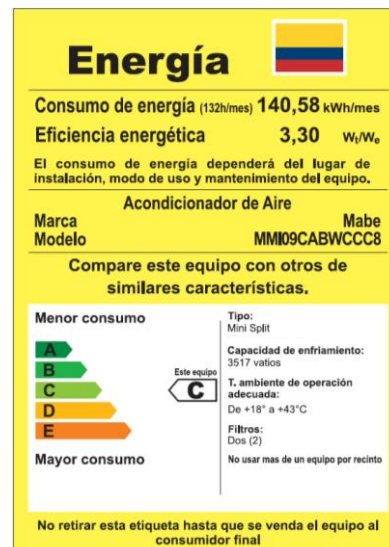 Energía
Consumo de energía (132h/mes) 140,58 kWh/mes
Eficiencia energética 3,30 Wt/We
El consumo de energía dependerá del lugar de
instalación, modo de uso y mantenimiento del equipo.
Acondicionador de Aire
Marca Mabe
Modelo MMI09CABWCCC8
Compare este equipo con otros de
similares características.
Menor consumo
A
B
C
D
E
Mayor consumo
Este equipo
C
Tipo:
Mini Split
Capacidad de enfriamiento:
3517 vatios
T. ambiente de operación
adecuada:
De +18° a +43°C
Filtros:
Dos (2)
No usar mas de un equipo por recinto
No retirar esta etiqueta hasta que se venda el equipo al
consumidor final